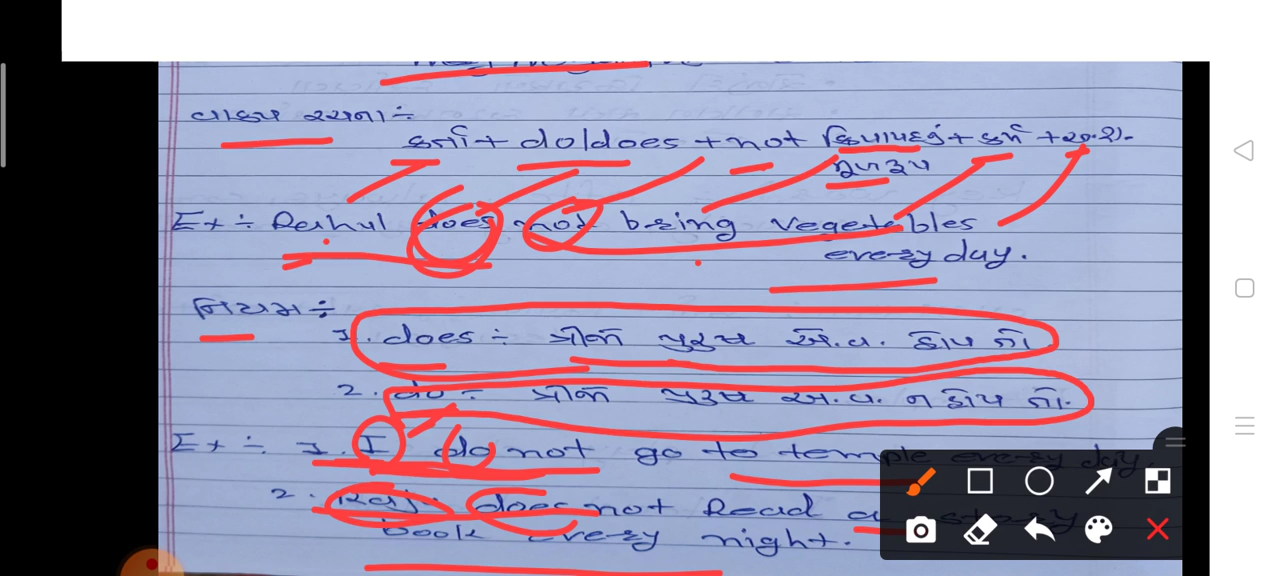 વાક્ય રચના ÷
કર્તા + do/does + not ક્રિયાપદનું + કર્મ + અ.શ.
મૂળરૂપ
Ex ÷ Rahul does not bring vegetables
every day.
નિયમ ÷
1. does ÷ ત્રીજો પુરુષ એ.વ. હોય તો
2. do ÷ ત્રીજો પુરુષ એ.વ. ન હોય તો.
Ex ÷ 1. I do not go to temple every day
2. Raju does not Read a story
book every night.